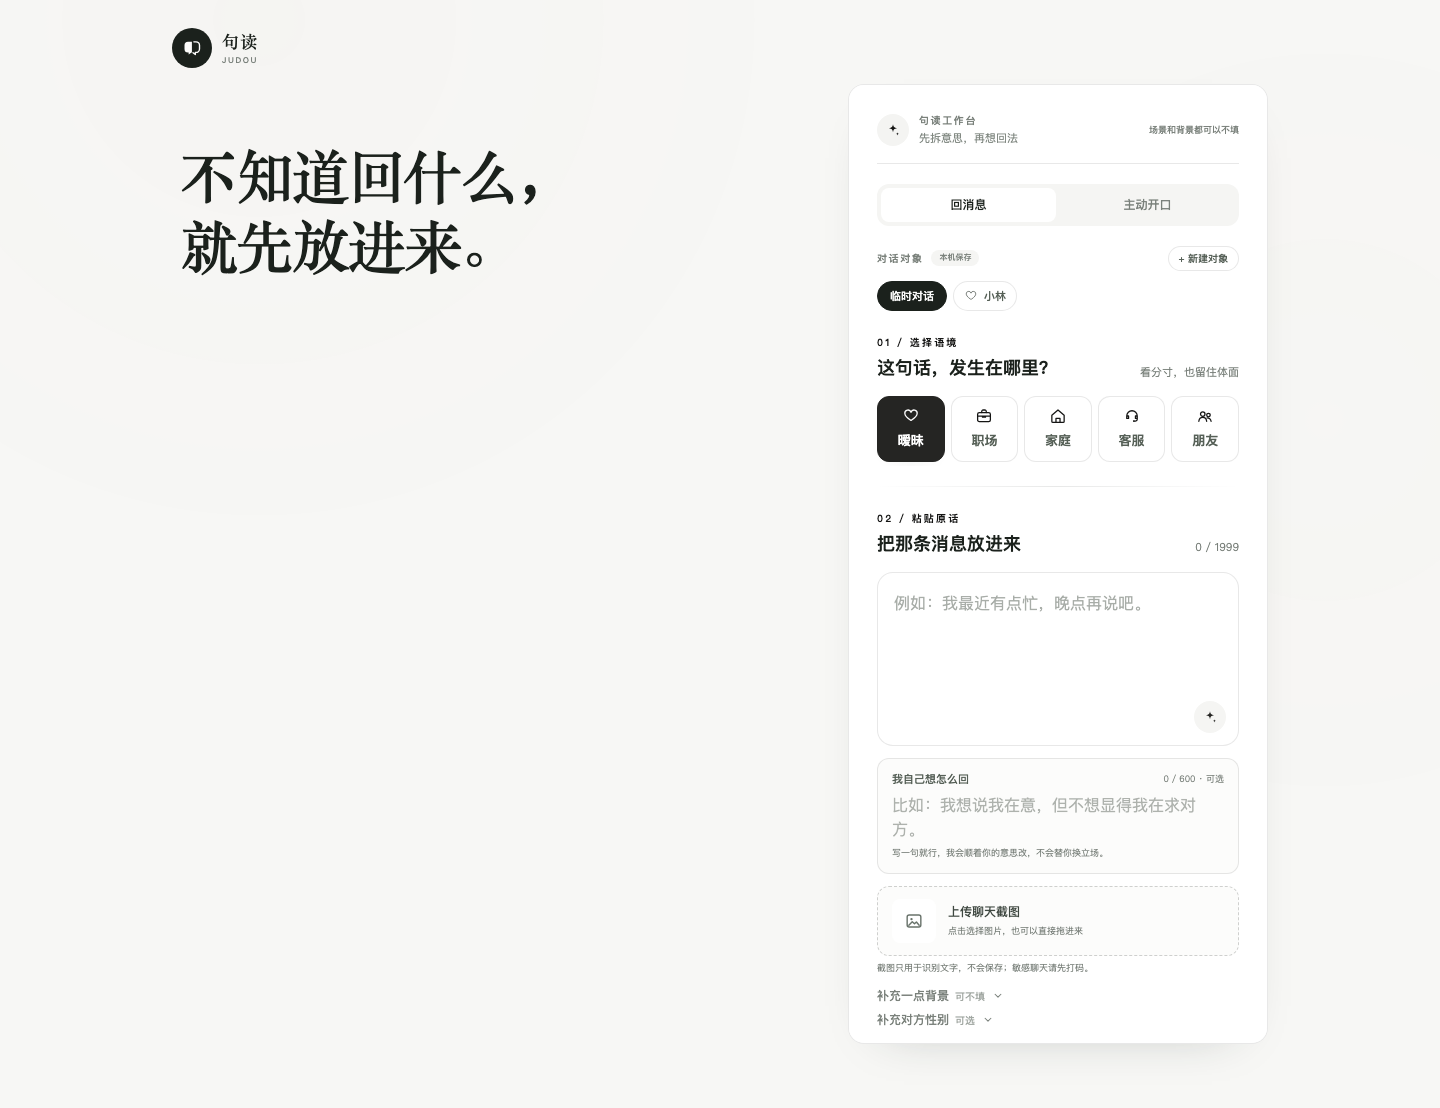 句读
JUDOU
不知道回什么，
就先放进来。
句读工作台
先拆意思，再想回法
场景和背景都可以不填
回消息
主动开口
对话对象
本机保存
+ 新建对象
临时对话
小林
01 / 选择语境
这句话，发生在哪里？
看分寸，也留住体面
暧昧
职场
家庭
客服
朋友
02 / 粘贴原话
把那条消息放进来
0 / 1999
例如：我最近有点忙，晚点再说吧。
我自己想怎么回
0 / 600 · 可选
比如：我想说我在意，但不想显得我在求对
方。
写一句就行，我会顺着你的意思改，不会替你换立场。
上传聊天截图
点击选择图片，也可以直接拖进来
截图只用于识别文字，不会保存；敏感聊天请先打码。
补充一点背景 可不填
补充对方性别 可选